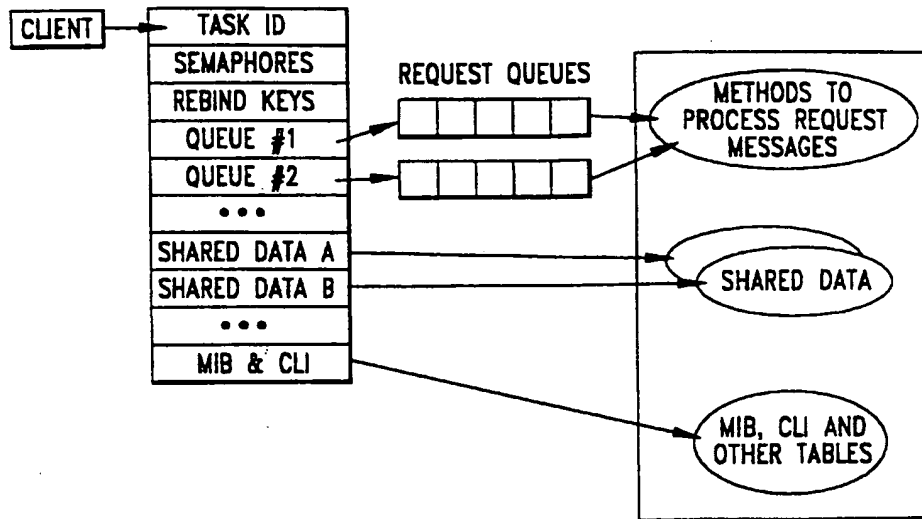 CLIENT
TASK ID
SEMAPHORES
REBIND KEYS
QUEUE #1
QUEUE #2
•••
SHARED DATA A
SHARED DATA B
•••
MIB & CLI
REQUEST QUEUES
METHODS TO
PROCESS REQUEST
MESSAGES
SHARED DATA
MIB, CLI AND
OTHER TABLES